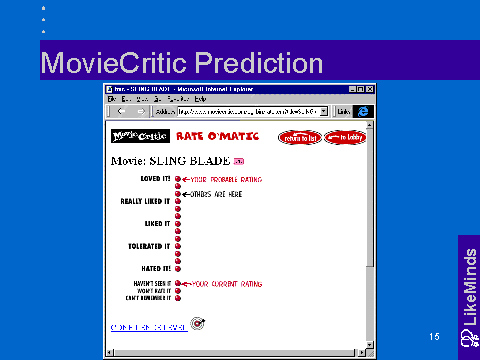 MovieCritic Prediction
SLING BLADE - Microsoft Internet Explorer
File Edit View Go Favorites Help
Address Links
MovieCritic RATE O'MATIC return to list to Lobby
Movie: SLING BLADE
LOVED IT! YOUR PROBABLE RATING
OTHERS ARE HERE
REALLY LIKED IT
LIKED IT
TOLERATED IT
HATED IT!
HAVEN'T SEEN IT YOUR CURRENT RATING
WON'T RATE IT
CAN'T REMEMBER IT
CONFIDENCE LEVEL
LikeMinds
15